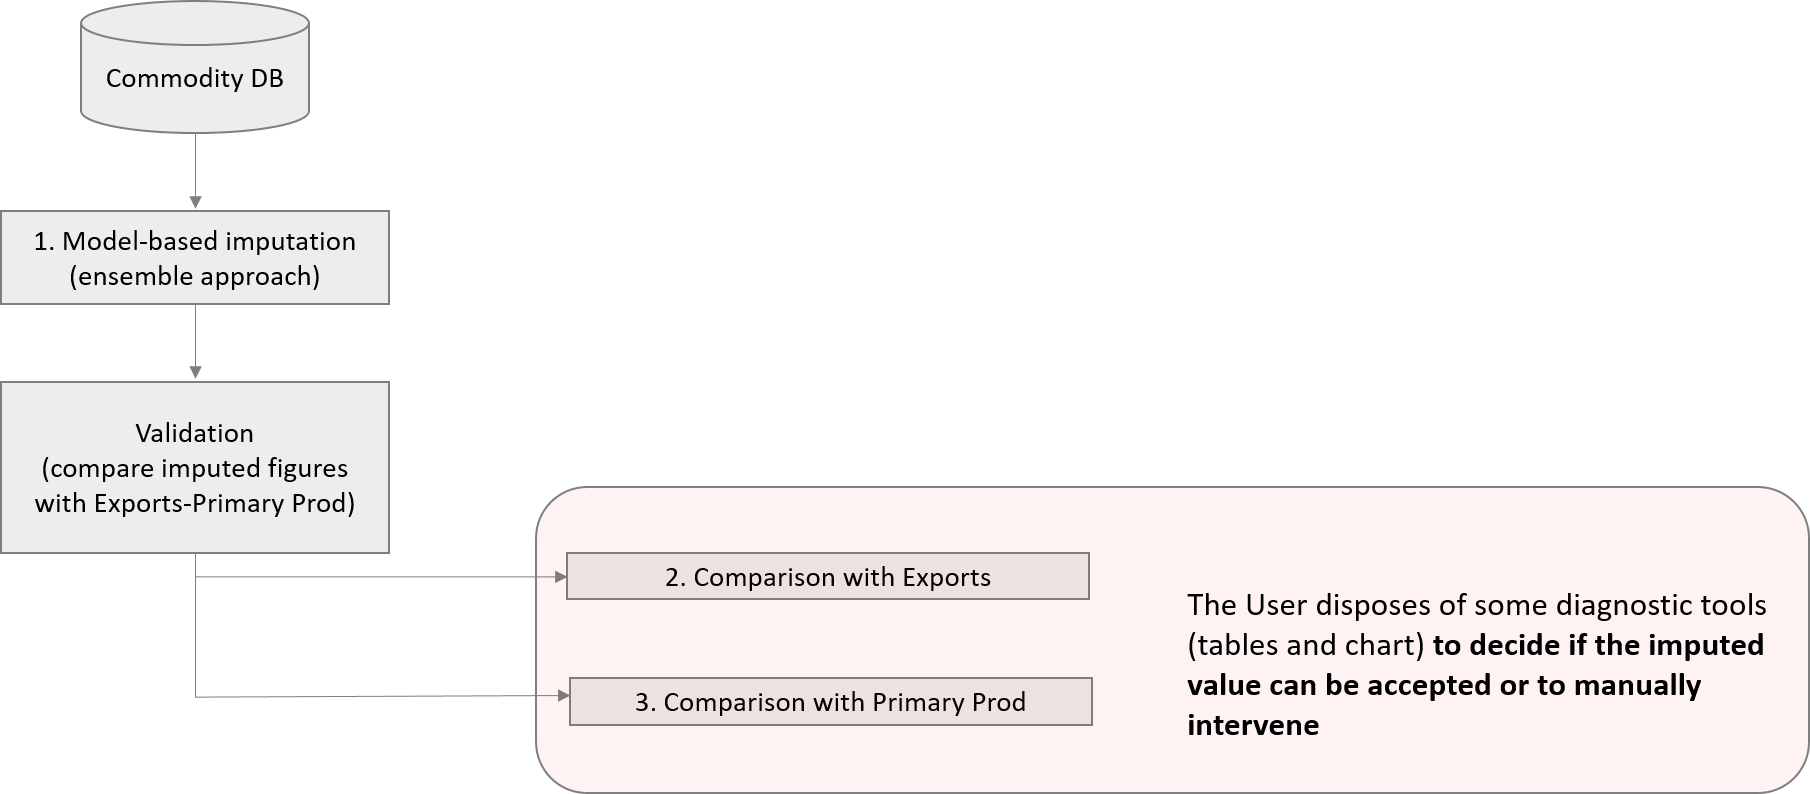 Commodity DB
1. Model-based imputation
(ensemble approach)
Validation
(compare imputed figures
with Exports-Primary Prod)
2. Comparison with Exports
3. Comparison with Primary Prod
The User disposes of some diagnostic tools
(tables and chart) to decide if the imputed
value can be accepted or to manually
intervene